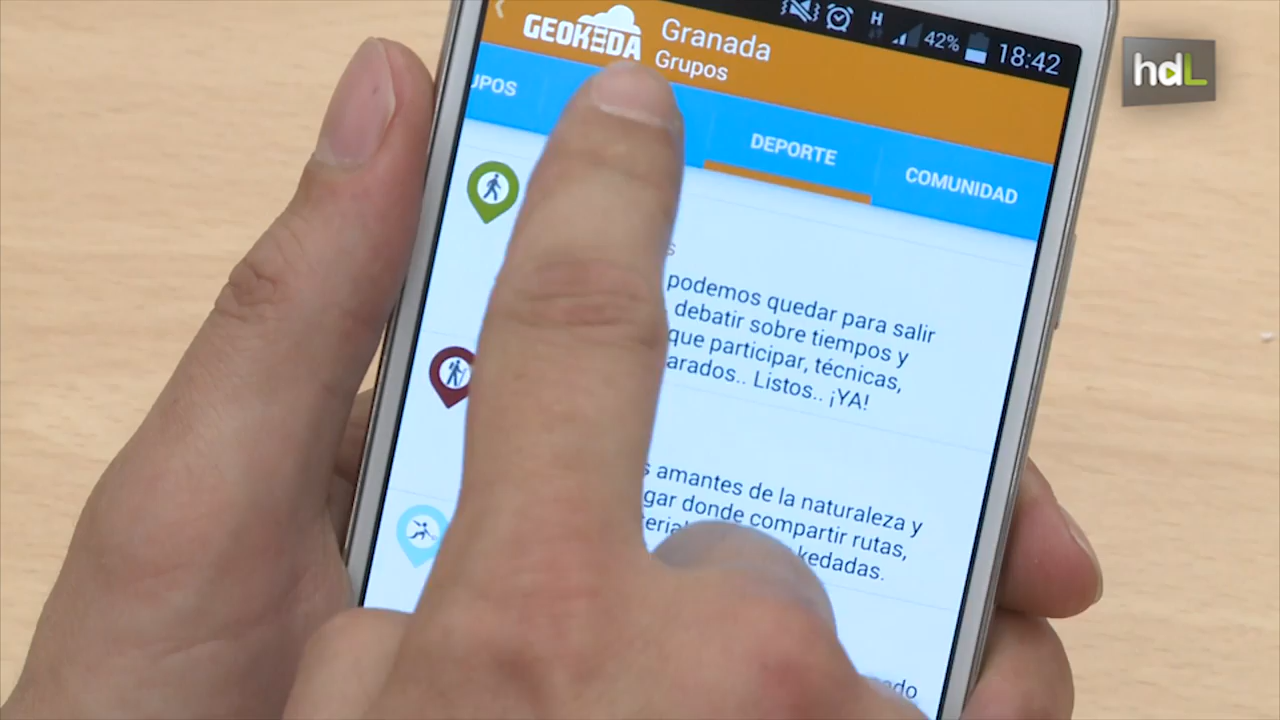 GEOKEDA
Granada
Grupos
H
42%
18:42
hdL
UPOS
DEPORTE
COMUNIDAD
podemos quedar para salir
debatir sobre tiempos y
que participar, técnicas,
arados.. Listos.. ¡YA!
s amantes de la naturaleza y
gar donde compartir rutas,
kedadas.